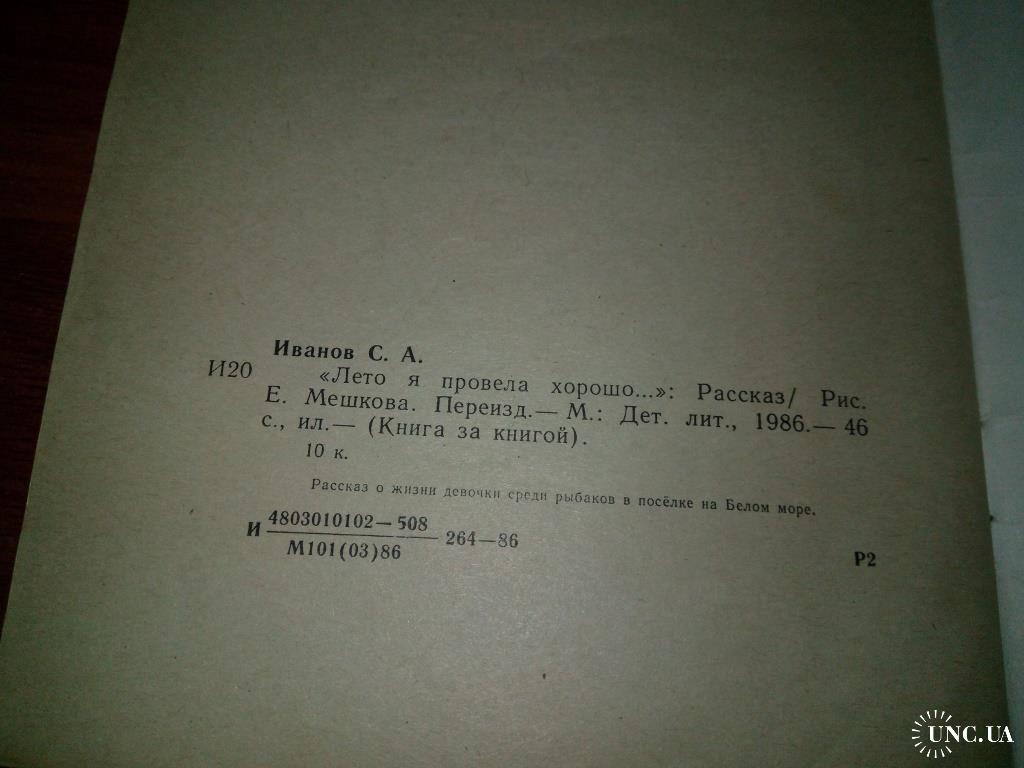 Иванов С. А.
И20
«Лето я провела хорошо...»: Рассказ/ Рис.
Е. Мешкова. Переизд.— М.: Дет. лит., 1986.— 46
с., ил.— (Книга за книгой).
10 к.
Рассказ о жизни девочки среди рыбаков в посёлке на Белом море.
И 4803010102—508
М101(03)86
264—86
Р2
UNC.UA